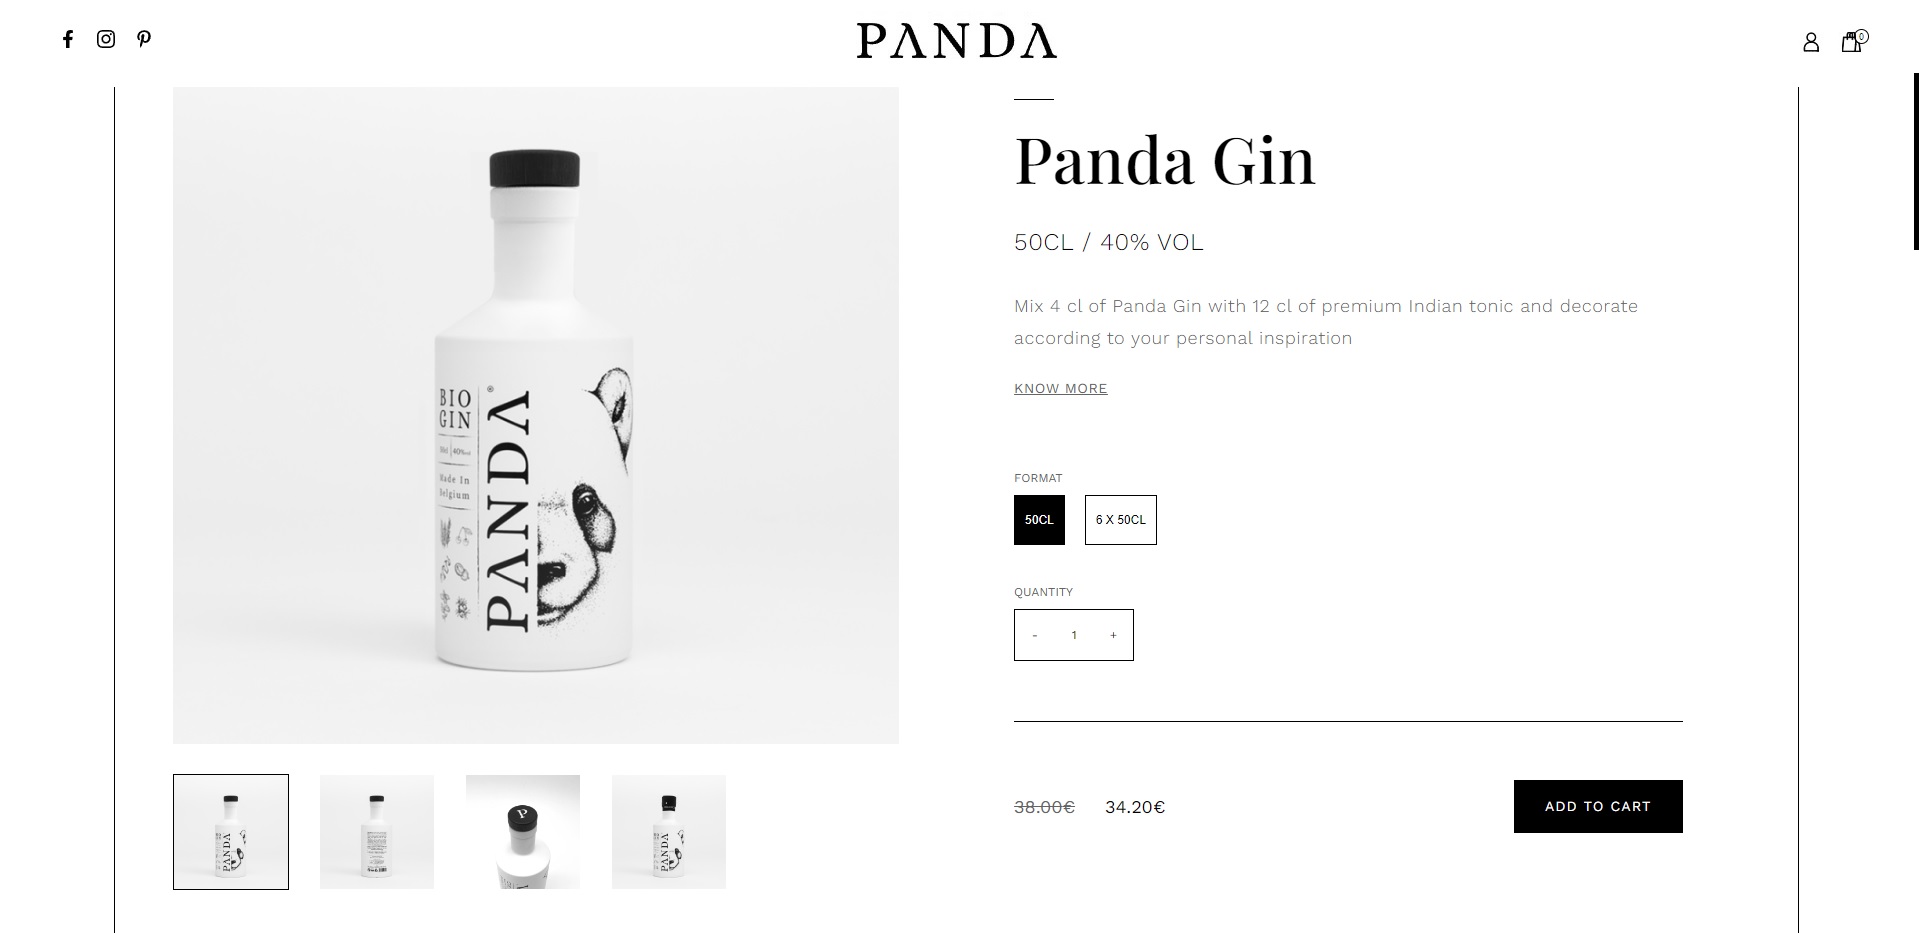 PANDA
0
Panda Gin
50CL / 40% VOL
Mix 4 cl of Panda Gin with 12 cl of premium Indian tonic and decorate
according to your personal inspiration
KNOW MORE
FORMAT
50CL
6 X 50CL
QUANTITY
- 1 +
38.00€ 34.20€
ADD TO CART
BIO
GIN
50cl 40%vol
Made In
Belgium
PANDA®
PANDA
P
PANDA